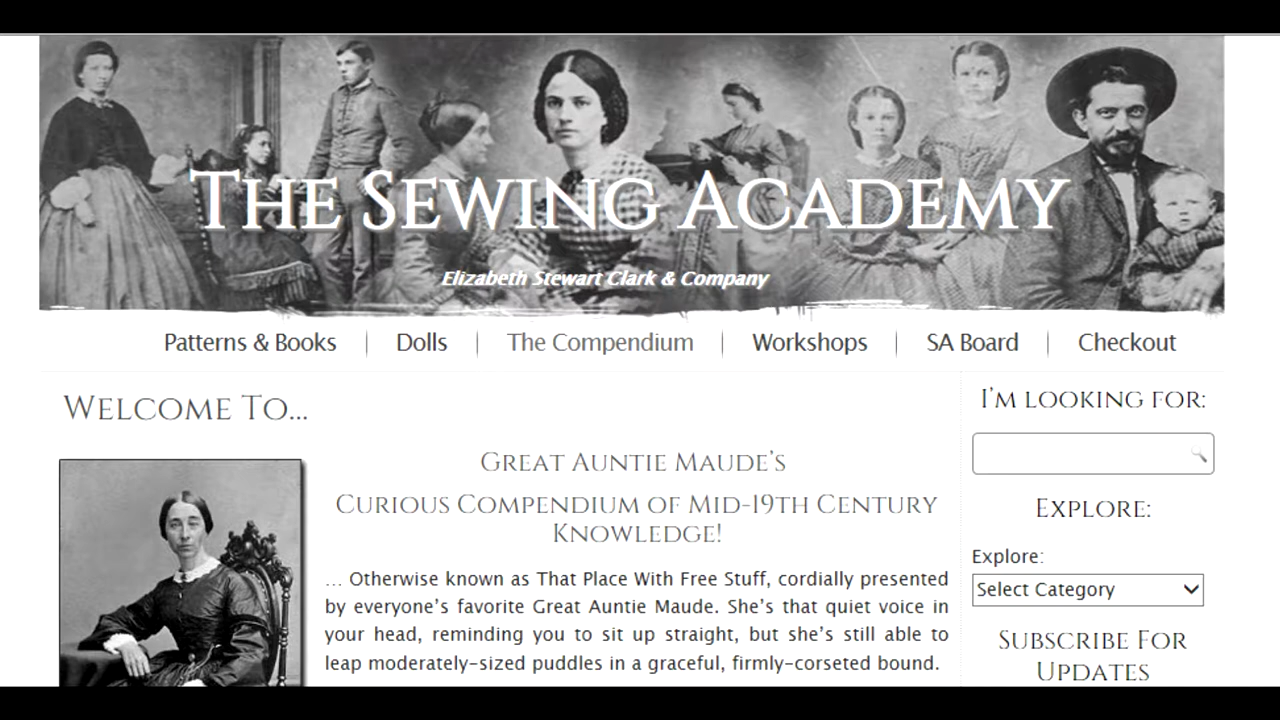 The Sewing Academy
Elizabeth Stewart Clark & Company
Patterns & Books
Dolls
The Compendium
Workshops
SA Board
Checkout
Welcome To...
Great Auntie Maude's
Curious Compendium of Mid-19th Century
Knowledge!
... Otherwise known as That Place With Free Stuff, cordially presented
by everyone's favorite Great Auntie Maude. She's that quiet voice in
your head, reminding you to sit up straight, but she's still able to
leap moderately-sized puddles in a graceful, firmly-corseted bound.
I'm looking for:
Explore:
Explore:
Select Category
Subscribe For
Updates